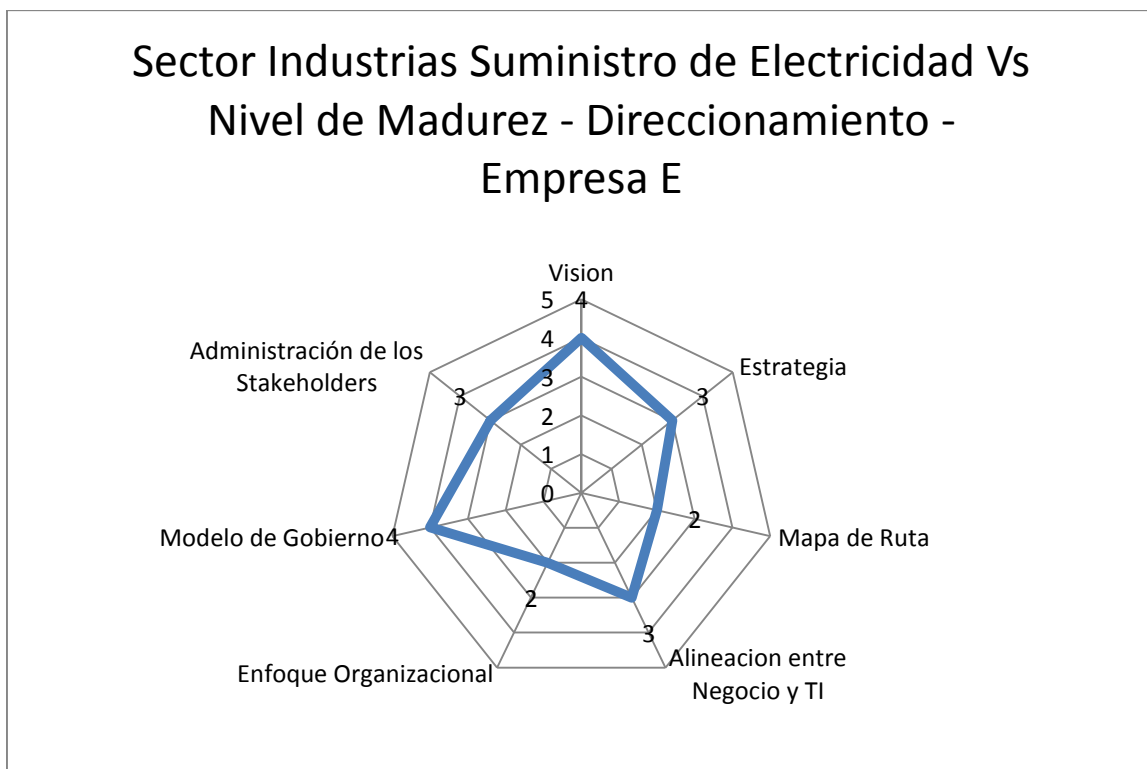 Sector Industrias Suministro de Electricidad Vs
Nivel de Madurez - Direccionamiento -
Empresa E
Vision
5
4
4
Administración de los
Stakeholders
3
3
3
Estrategia
2
1
0
2
Mapa de Ruta
Modelo de Gobierno
4
2
3
Enfoque Organizacional
Alineacion entre
Negocio y TI